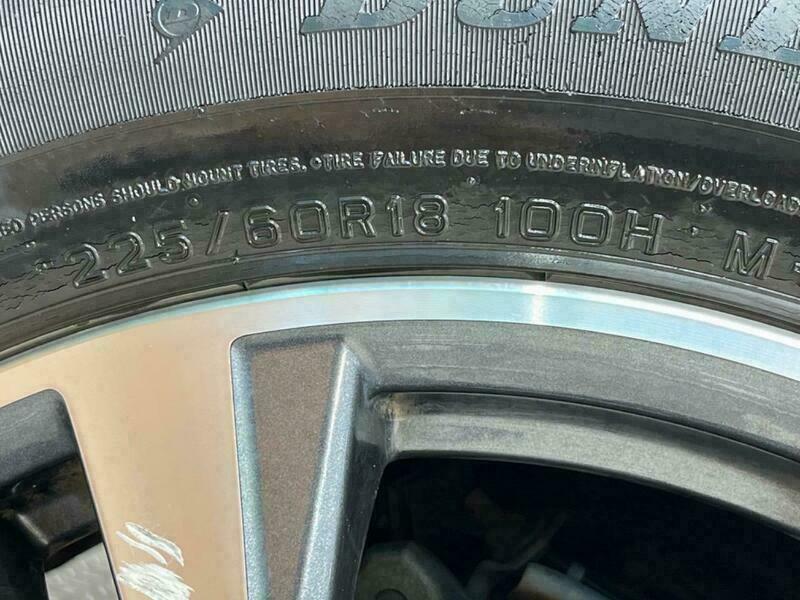 PERSONS SHOULD MOUNT TIRES. •TIRE FAILURE DUE TO UNDERINFLATION/OVERLOAD
225/60R18 100H M